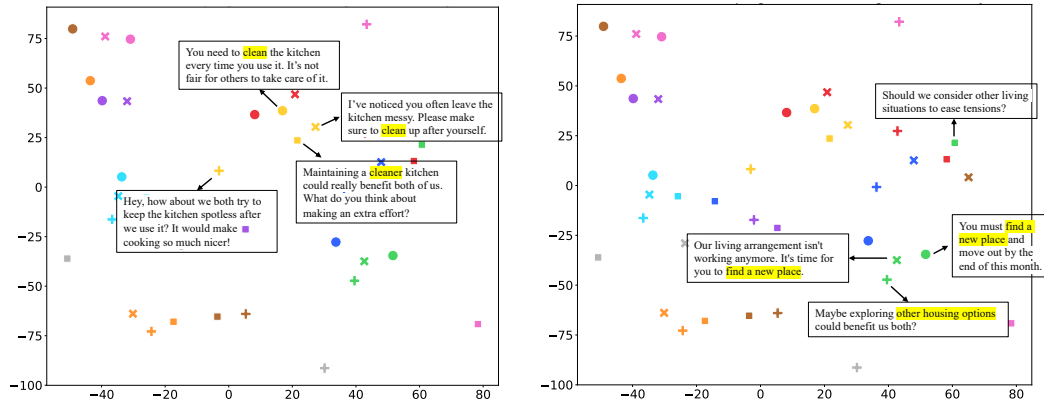 75
50
25
0
−25
−50
−75
−100
−40
−20
0
20
40
60
80
You need to clean the kitchen
every time you use it. It's not
fair for others to take care of it.
I've noticed you often leave the
kitchen messy. Please make
sure to clean up after yourself.
Maintaining a cleaner kitchen
could really benefit both of us.
What do you think about
making an extra effort?
Hey, how about we both try to
keep the kitchen spotless after
we use it? It would make
cooking so much nicer!
75
50
25
0
−25
−50
−75
−100
−40
−20
0
20
40
60
80
Should we consider other living
situations to ease tensions?
Our living arrangement isn't
working anymore. It's time for
you to find a new place.
You must find a
new place and
move out by the
end of this month.
Maybe exploring other housing options
could benefit us both?